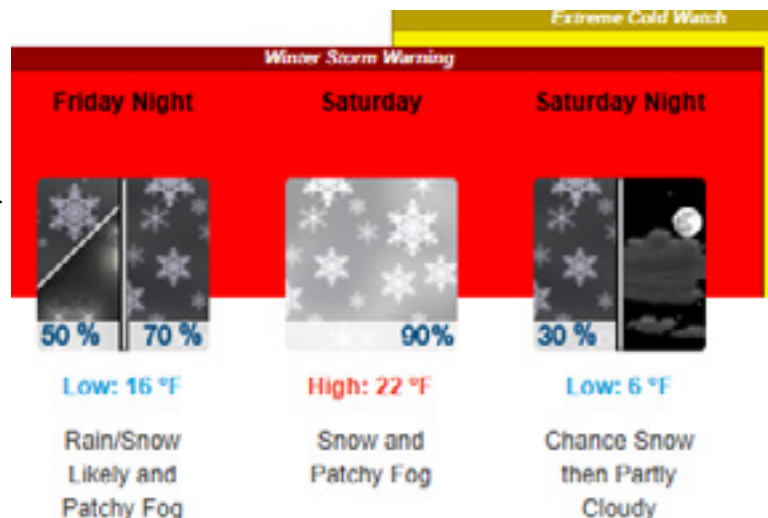 Extreme Cold Watch
Winter Storm Warning
Friday Night
Saturday
Saturday Night
50 %
70 %
90%
30 %
Low: 16 °F
High: 22 °F
Low: 6 °F
Rain/Snow
Likely and
Patchy Fog
Snow and
Patchy Fog
Chance Snow
then Partly
Cloudy